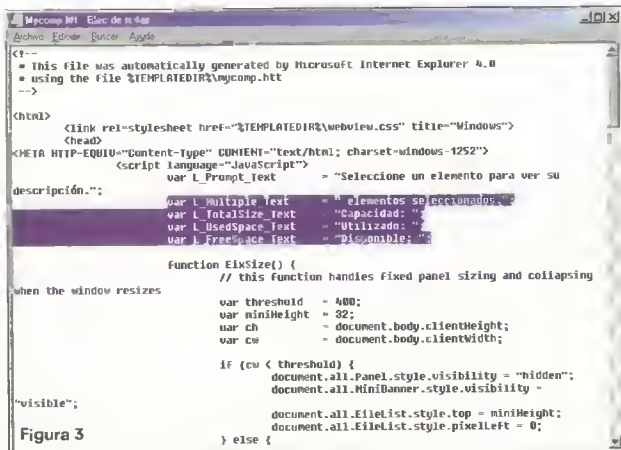 Mycomp htt Bloc de notas
Archivo Edición Buscar Ayuda
<!--
 * This file was automatically generated by Microsoft Internet Explorer 4.0
 * using the file %TEMPLATEDIR%\mycomp.htt
-->
<html>
<link rel=stylesheet href="%TEMPLATEDIR%\webview.css" title="Windows">
<head>
<META HTTP-EQUIV="Content-Type" CONTENT="text/html; charset=windows-1252">
<script language="JavaScript">
var L_Prompt_Text = "Seleccione un elemento para ver su
descripción.";
var L_Multiple_Text = " elementos seleccionados.";
var L_TotalSize_Text = "Capacidad: ";
var L_UsedSpace_Text = "Utilizado: ";
var L_FreeSpace_Text = "Disponible: ";
function FixSize() {
// this function handles fixed panel sizing and collapsing
when the window resizes
var threshold = 400;
var miniHeight = 32;
var ch = document.body.clientHeight;
var cw = document.body.clientWidth;
if (cw < threshold) {
document.all.Panel.style.visibility = "hidden";
document.all.MiniBanner.style.visibility =
"visible";
document.all.FileList.style.top = miniHeight;
document.all.FileList.style.pixelLeft = 0;
} else {
Figura 3